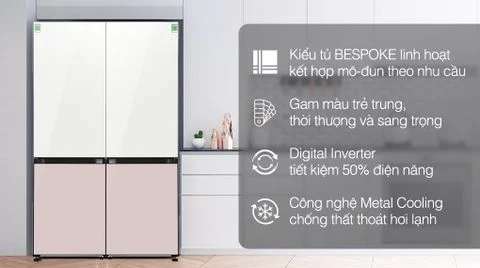 Kiểu tủ BESPOKE linh hoạt
kết hợp mô-đun theo nhu cầu
Gam màu trẻ trung,
thời thượng và sang trọng
Digital Inverter
tiết kiệm 50% điện năng
Công nghệ Metal Cooling
chống thất thoát hơi lạnh